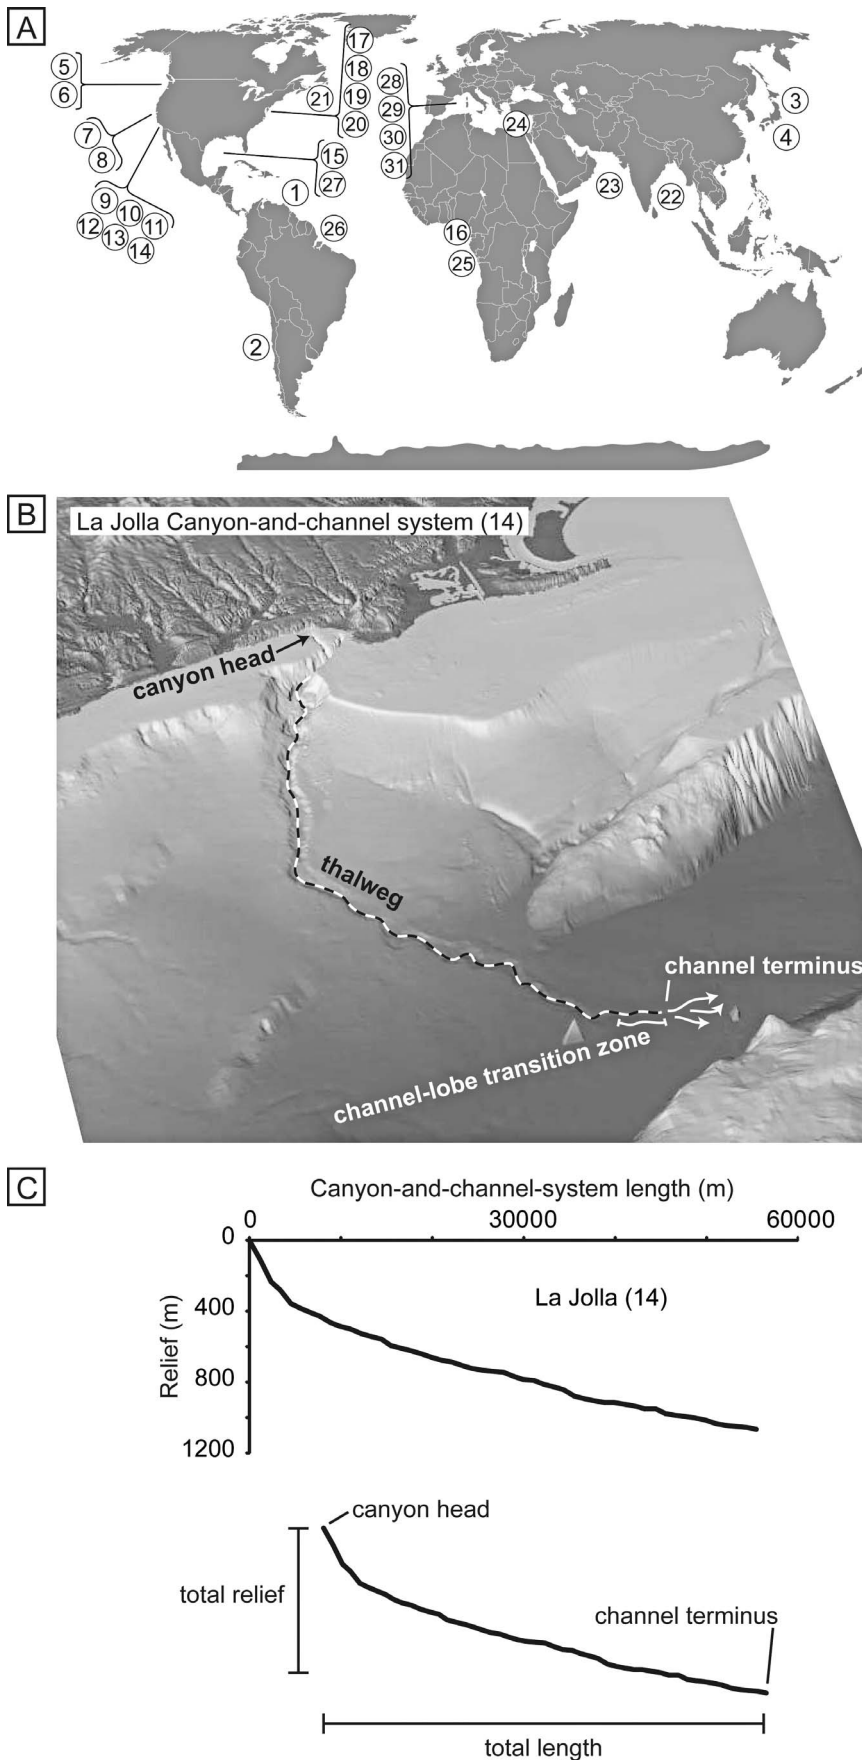 A
5
6
7
8
9
10
11
12
13
14
17
18
21
19
20
15
27
1
26
2
28
29
30
31
24
16
25
23
22
3
4
B
La Jolla Canyon-and-channel system (14)
canyon head
thalweg
channel terminus
channel-lobe transition zone
C
Canyon-and-channel-system length (m)
0 30000 60000
0
400
800
1200
Relief (m)
La Jolla (14)
canyon head
total relief
channel terminus
total length